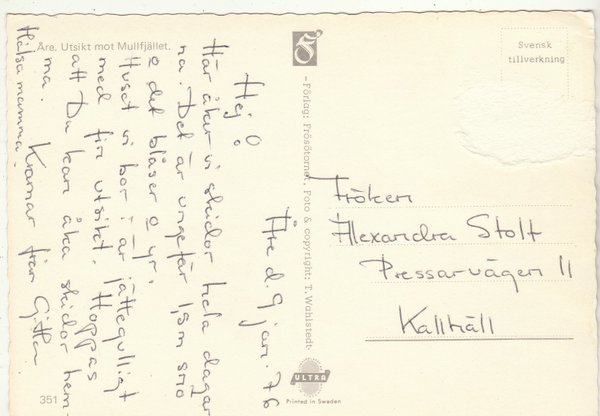 Åre. Utsikt mot Mullfjället.
Åre d. 9 jan. 76
Hej!
Här åker vi skidor hela dagar-
na. Det är ungefär 1,5m snö
o det blåser o yr.
Huset vi bor i är jättegulligt
med fin utsikt. Hoppas
att Du kan åka skidor hem-
ma. Kramar från Gitten
Hälsa mamma!
351
–Förlag: Frösötornet, Foto & copyright: T. Wahlstedt–
ULTRA
Printed in Sweden
Svensk
tillverkning
Fröken
Alexandra Stolt
Pressarvägen 11
Kallhäll